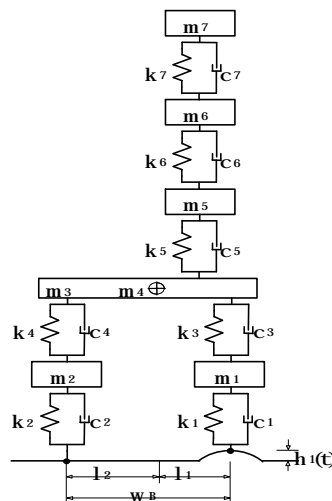 m7
k7 C7
m6
k6 C6
m5
k5 C5
m3 m4
k4 C4 k3 C3
m2 m1
k2 C2 k1 C1
h1(t)
l2 l1
WB